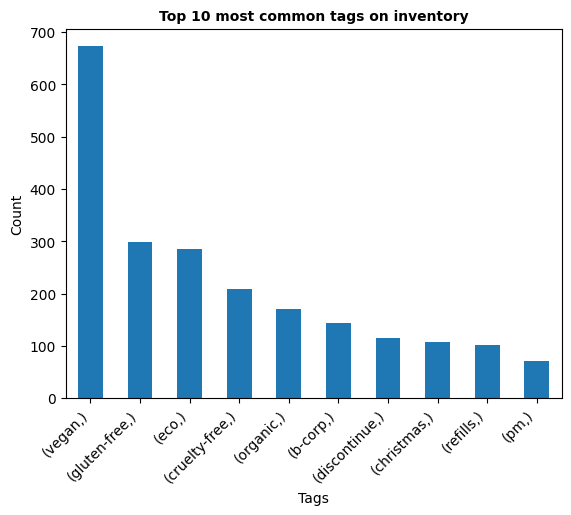 Top 10 most common tags on inventory
700
600
500
400
300
200
100
0
Count
(vegan,)
(gluten-free,)
(eco,)
(cruelty-free,)
(organic,)
(b-corp,)
(discontinue,)
(christmas,)
(refills,)
(pm,)
Tags